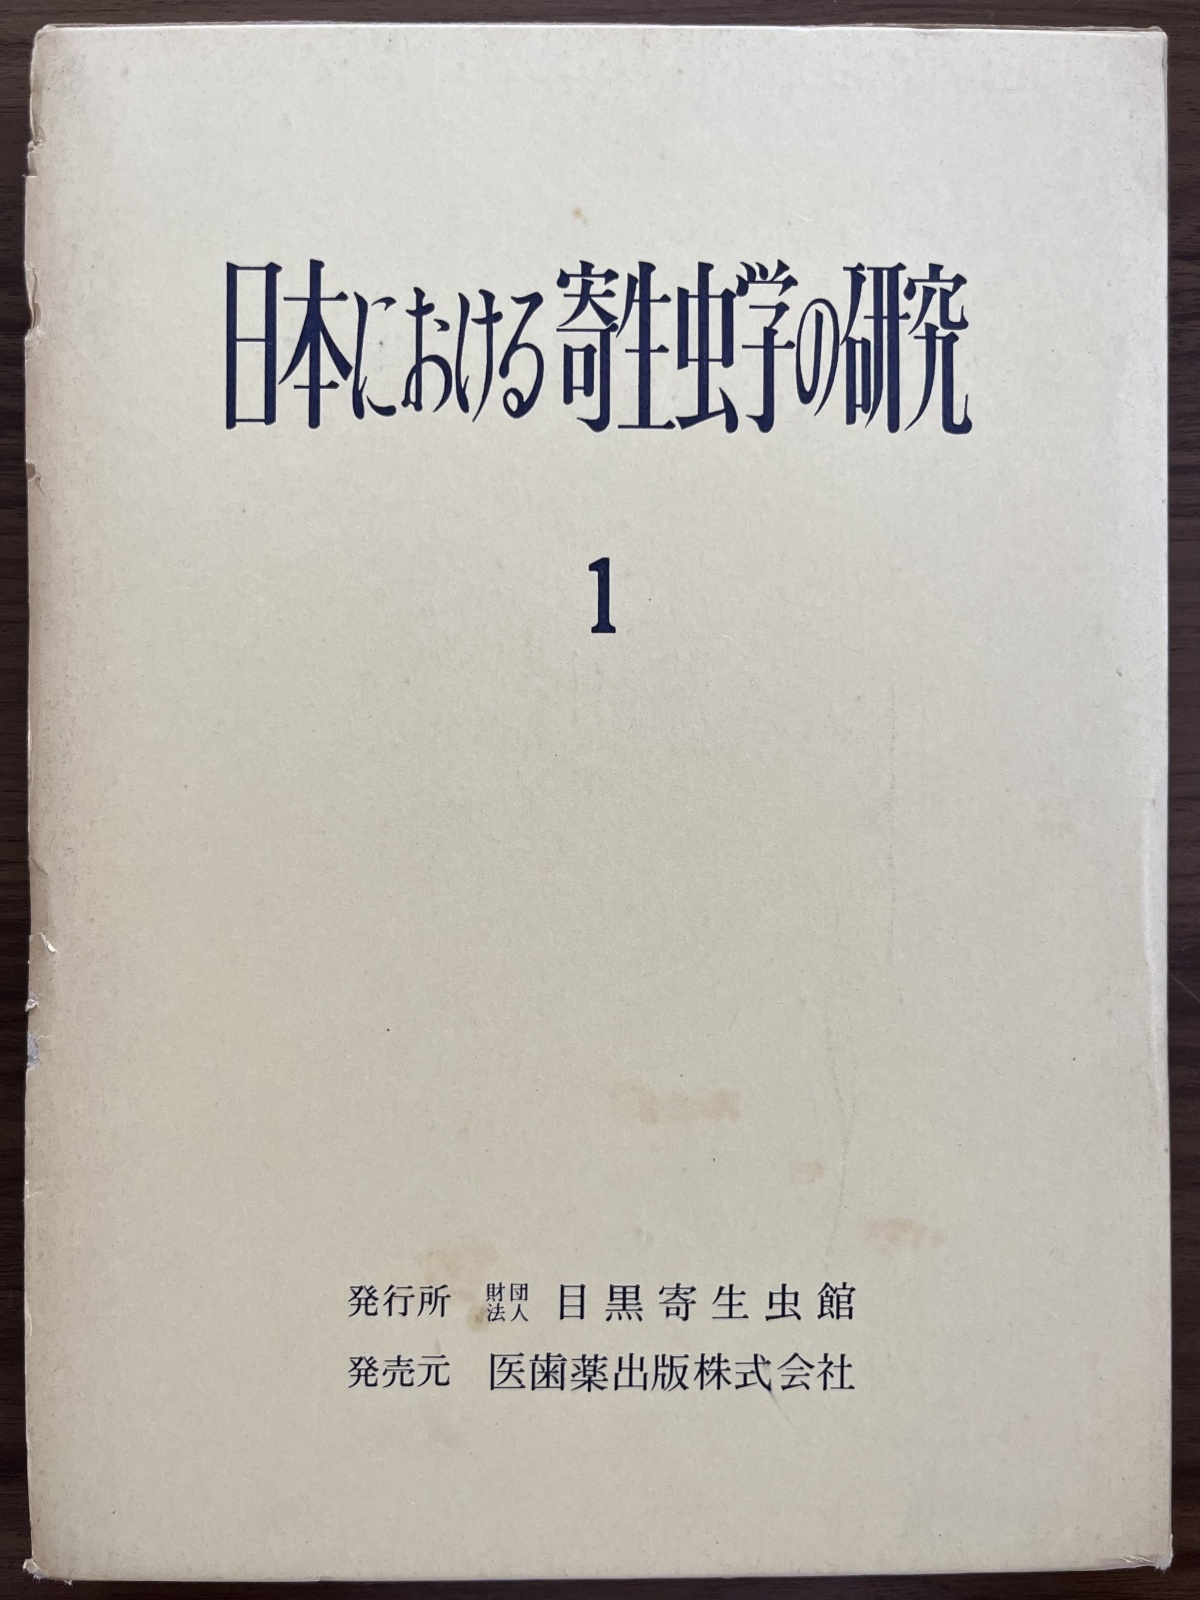 日本における寄生虫学の研究
1
発行所 財団法人 目黒寄生虫館
発売元 医歯薬出版株式会社